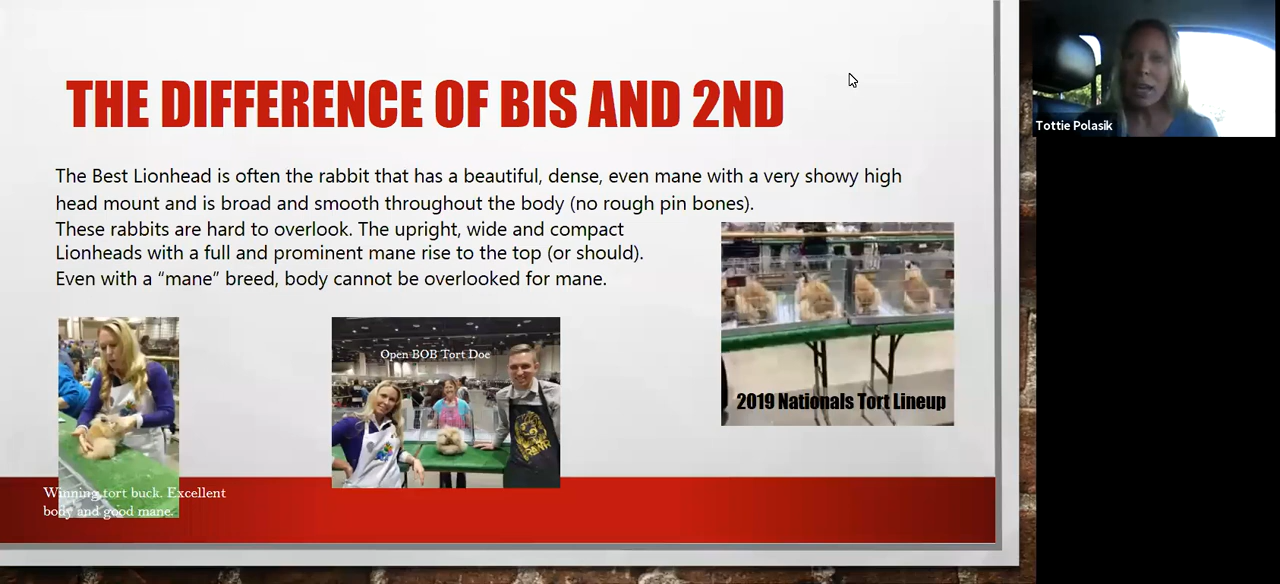 THE DIFFERENCE OF BIS AND 2ND
Tottie Polasik
The Best Lionhead is often the rabbit that has a beautiful, dense, even mane with a very showy high
head mount and is broad and smooth throughout the body (no rough pin bones).
These rabbits are hard to overlook. The upright, wide and compact
Lionheads with a full and prominent mane rise to the top (or should).
Even with a “mane” breed, body cannot be overlooked for mane.
Open BOB Tort Doe
2019 Nationals Tort Lineup
Winning tort buck. Excellent
body and good mane.